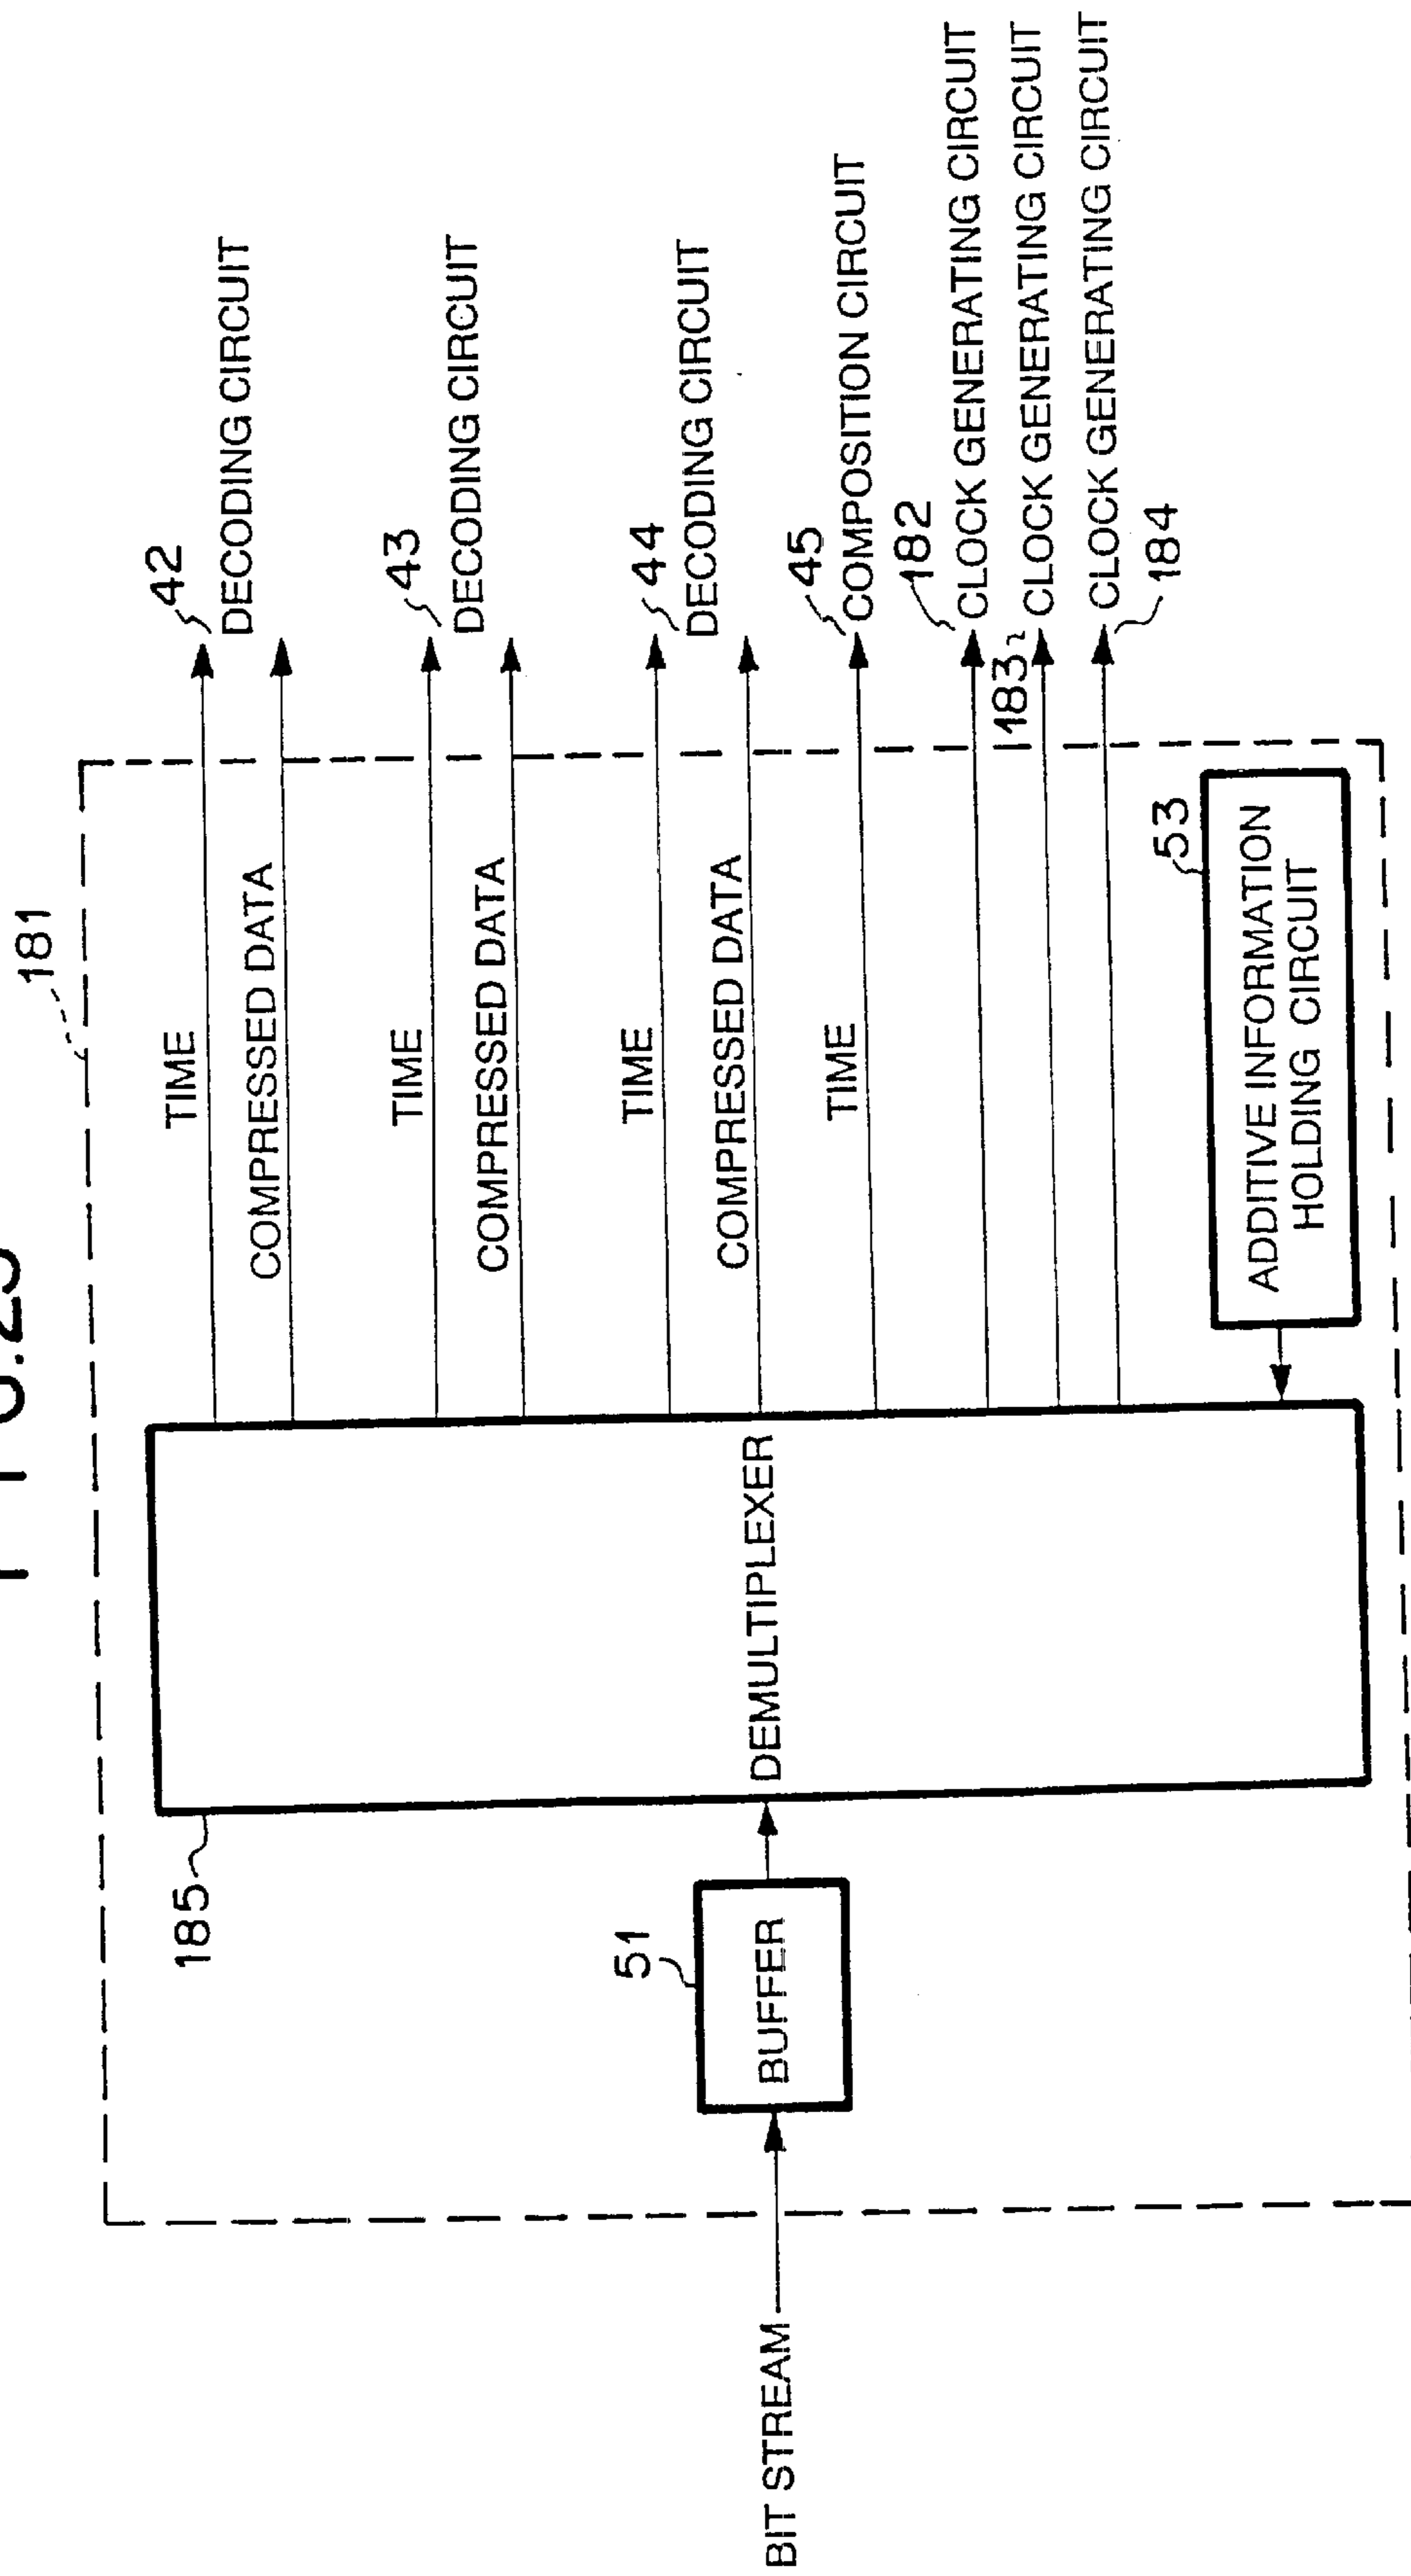 181
42
DECODING CIRCUIT
TIME
COMPRESSED DATA
43
DECODING CIRCUIT
TIME
COMPRESSED DATA
44
DECODING CIRCUIT
TIME
COMPRESSED DATA
45
COMPOSITION CIRCUIT
TIME
182
CLOCK GENERATING CIRCUIT
183
CLOCK GENERATING CIRCUIT
CLOCK GENERATING CIRCUIT
184
185
DEMULTIPLEXER
51
BUFFER
BIT STREAM
53
ADDITIVE INFORMATION
HOLDING CIRCUIT